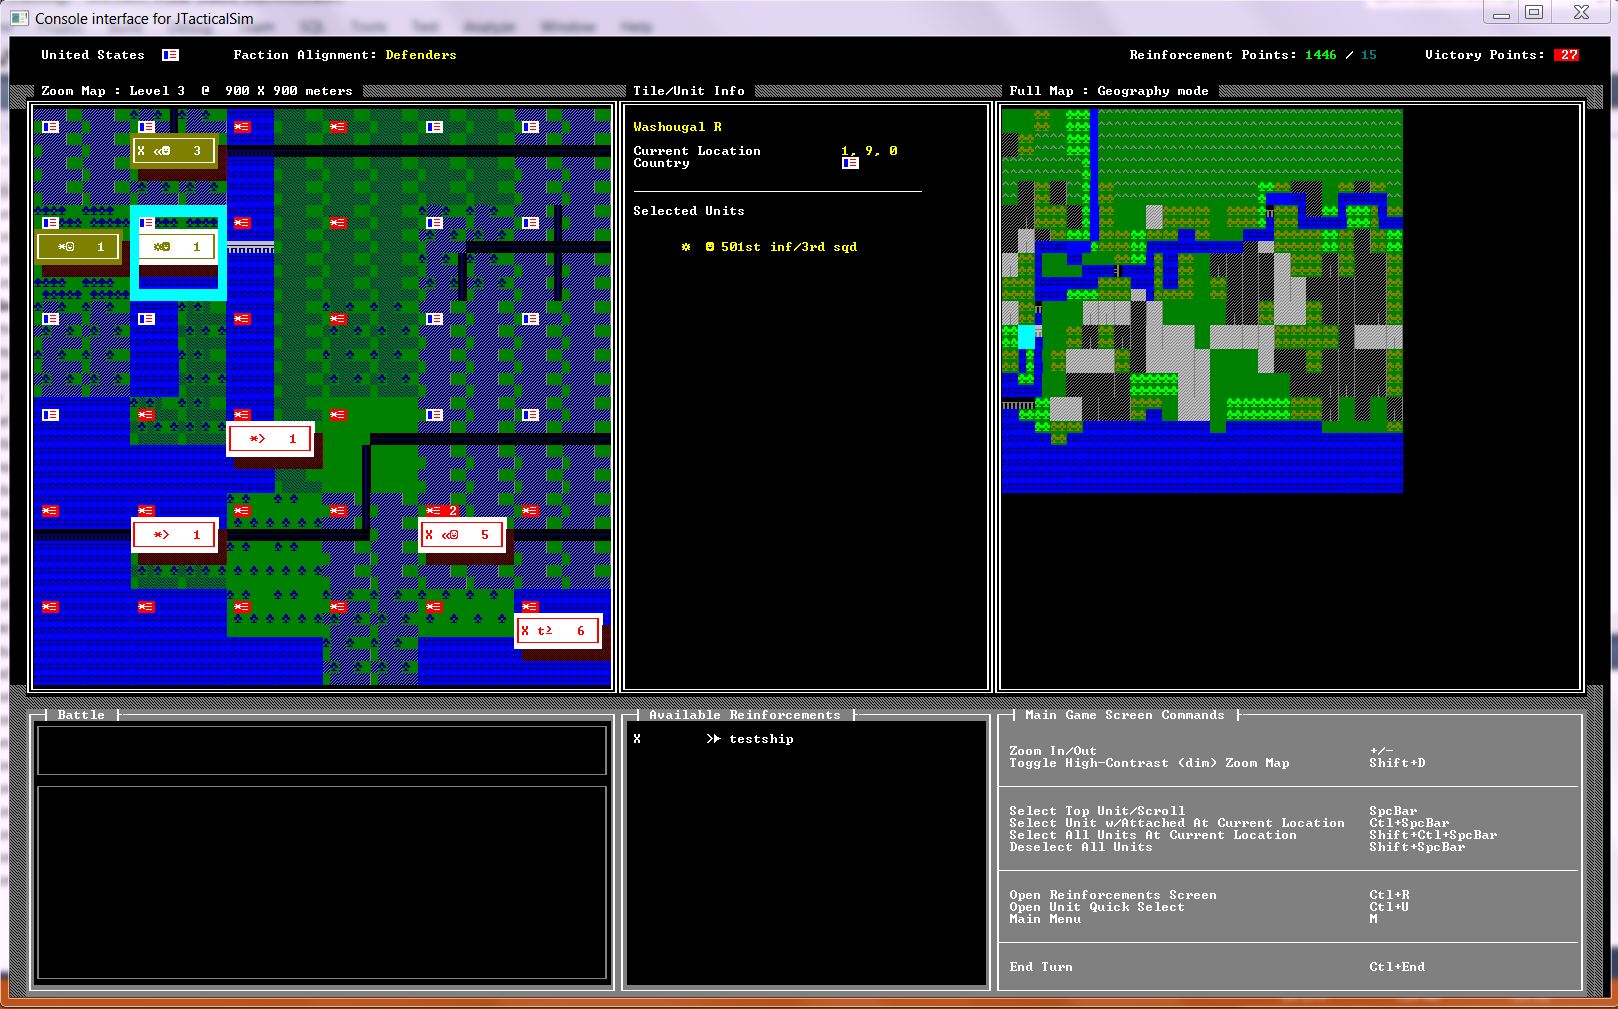 Console interface for JTacticalSim
United States Faction Alignment: Defenders Reinforcement Points: 1446 / 15 Victory Points: 27
Zoom Map : Level 3 @ 900 X 900 meters
X «☻ 3
*☺ 1
☼☻ 1
*> 1
*> 1
2
X «☺ 5
X t≥ 6
Tile/Unit Info
Washougal R
Current Location 1, 9, 0
Country
Selected Units
☼ ☻ 501st inf/3rd sqd
Full Map : Geography mode
Battle
Available Reinforcements
X >> testship
Main Game Screen Commands
Zoom In/Out +/-
Toggle High-Contrast (dim) Zoom Map Shift+D
Select Top Unit/Scroll SpcBar
Select Unit w/Attached At Current Location Ctl+SpcBar
Select All Units At Current Location Shift+Ctl+SpcBar
Deselect All Units Shift+SpcBar
Open Reinforcements Screen Ctl+R
Open Unit Quick Select Ctl+U
Main Menu M
End Turn Ctl+End